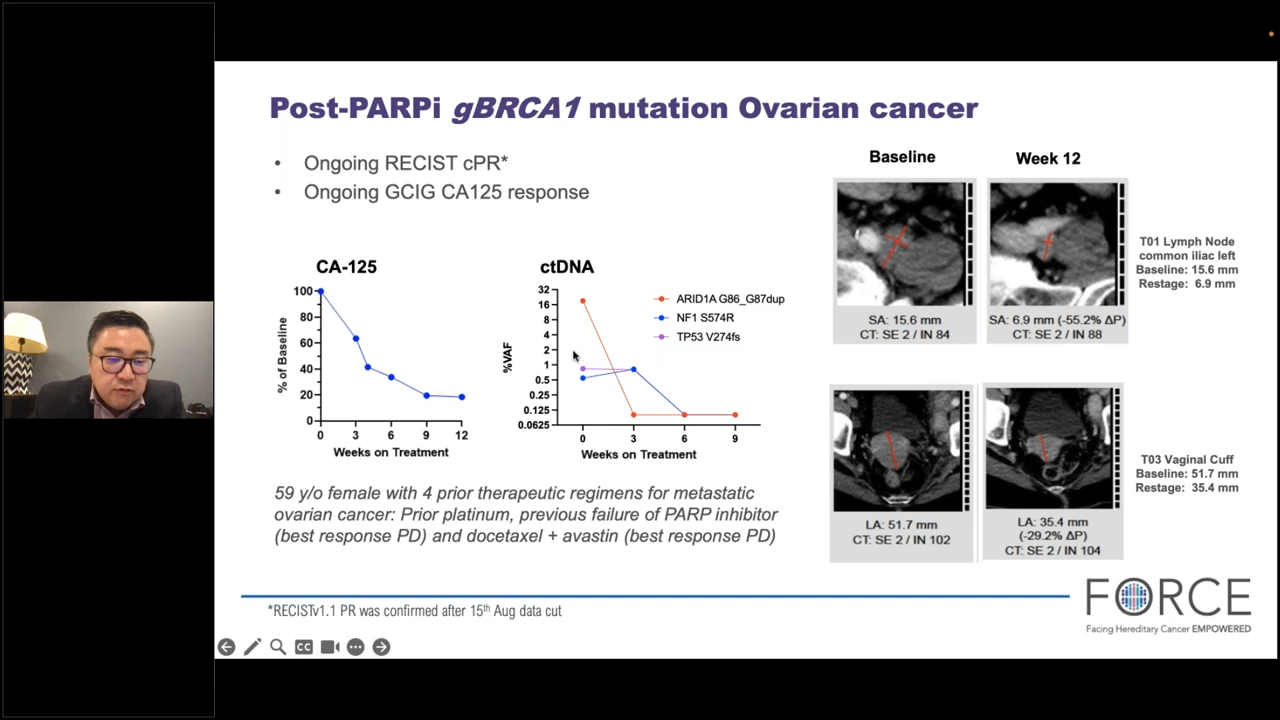 Post-PARPi gBRCA1 mutation Ovarian cancer
• Ongoing RECIST cPR*
• Ongoing GCIG CA125 response
CA-125
100
80
60
40
20
0
% of Baseline
0 3 6 9 12
Weeks on Treatment
ctDNA
32
16
8
4
2
1
0.5
0.25
0.125
0.0625
%VAF
0 3 6 9
Weeks on Treatment
ARID1A G86_G87dup
NF1 S574R
TP53 V274fs
59 y/o female with 4 prior therapeutic regimens for metastatic
ovarian cancer: Prior platinum, previous failure of PARP inhibitor
(best response PD) and docetaxel + avastin (best response PD)
Baseline
Week 12
SA: 15.6 mm
CT: SE 2 / IN 84
SA: 6.9 mm (-55.2% ΔP)
CT: SE 2 / IN 88
T01 Lymph Node
common iliac left
Baseline: 15.6 mm
Restage: 6.9 mm
LA: 51.7 mm
CT: SE 2 / IN 102
LA: 35.4 mm
(-29.2% ΔP)
CT: SE 2 / IN 104
T03 Vaginal Cuff
Baseline: 51.7 mm
Restage: 35.4 mm
*RECISTv1.1 PR was confirmed after 15th Aug data cut
FORCE
Facing Hereditary Cancer EMPOWERED
CC